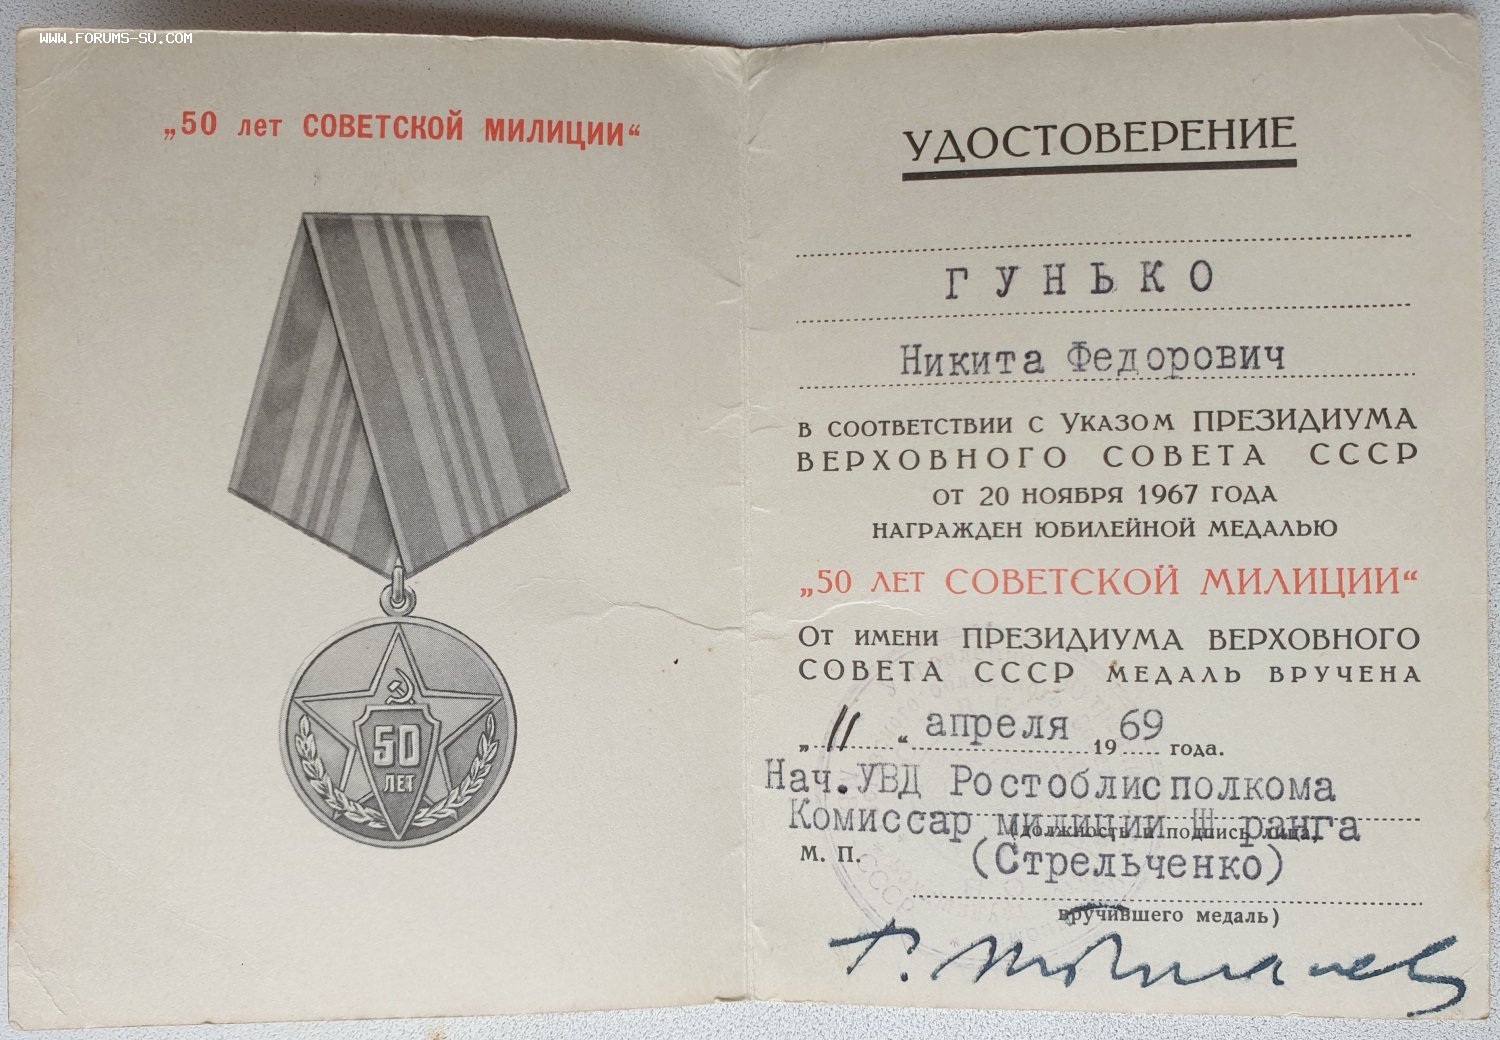 www.forums-su.com
„50 лет СОВЕТСКОЙ МИЛИЦИИ“
50
ЛЕТ
УДОСТОВЕРЕНИЕ
ГУНЬКО
Никита Федорович
В СООТВЕТСТВИИ С УКАЗОМ ПРЕЗИДИУМА
ВЕРХОВНОГО СОВЕТА СССР
ОТ 20 НОЯБРЯ 1967 ГОДА
НАГРАЖДЕН ЮБИЛЕЙНОЙ МЕДАЛЬЮ
„50 ЛЕТ СОВЕТСКОЙ МИЛИЦИИ“
ОТ ИМЕНИ ПРЕЗИДИУМА ВЕРХОВНОГО
СОВЕТА СССР МЕДАЛЬ ВРУЧЕНА
„11“ апреля 1969 года.
Нач.УВД Ростоблисполкома
Комиссар милиции Ш ранга
(должность и подпись лица,
М. П. (Стрельченко)
вручившего медаль)